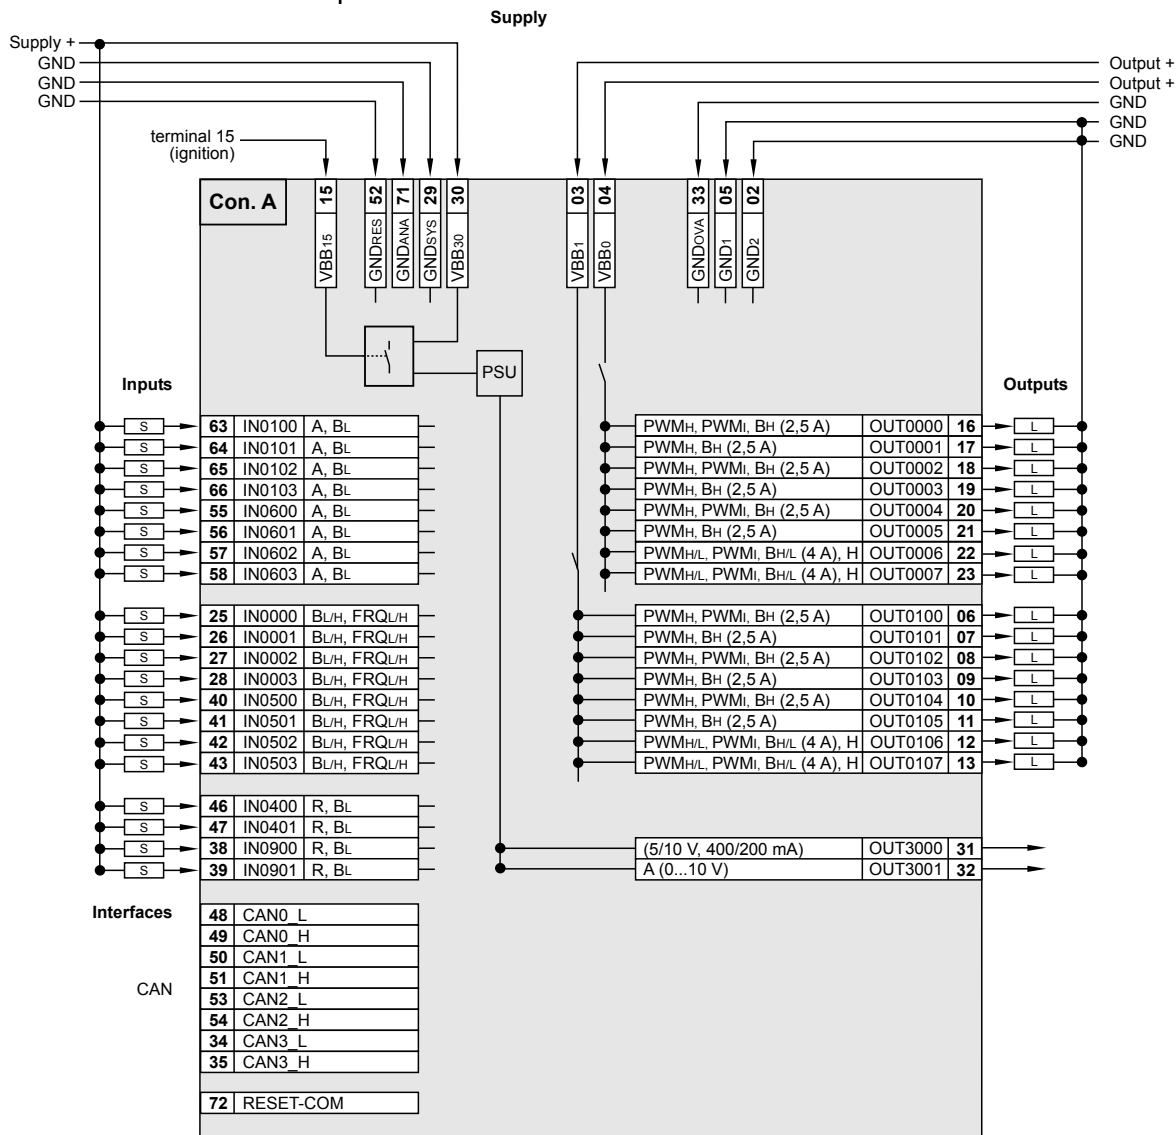 Supply
Supply +
GND
GND
GND
Output +
Output +
GND
GND
GND
terminal 15
(ignition)
Con. A
15 VBB15
52 GNDRES
71 GNDANA
29 GNDSYS
30 VBB30
03 VBB1
04 VBB0
33 GNDOVA
05 GND1
02 GND2
PSU
Inputs
Outputs
S 63 IN0100 A, BL
S 64 IN0101 A, BL
S 65 IN0102 A, BL
S 66 IN0103 A, BL
S 55 IN0600 A, BL
S 56 IN0601 A, BL
S 57 IN0602 A, BL
S 58 IN0603 A, BL
PWMH, PWMI, BH (2,5 A) OUT0000 16 L
PWMH, BH (2,5 A) OUT0001 17 L
PWMH, PWMI, BH (2,5 A) OUT0002 18 L
PWMH, BH (2,5 A) OUT0003 19 L
PWMH, PWMI, BH (2,5 A) OUT0004 20 L
PWMH, BH (2,5 A) OUT0005 21 L
PWMH/L, PWMI, BH/L (4 A), H OUT0006 22 L
PWMH/L, PWMI, BH/L (4 A), H OUT0007 23 L
S 25 IN0000 BL/H, FRQL/H
S 26 IN0001 BL/H, FRQL/H
S 27 IN0002 BL/H, FRQL/H
S 28 IN0003 BL/H, FRQL/H
S 40 IN0500 BL/H, FRQL/H
S 41 IN0501 BL/H, FRQL/H
S 42 IN0502 BL/H, FRQL/H
S 43 IN0503 BL/H, FRQL/H
PWMH, PWMI, BH (2,5 A) OUT0100 06 L
PWMH, BH (2,5 A) OUT0101 07 L
PWMH, PWMI, BH (2,5 A) OUT0102 08 L
PWMH, BH (2,5 A) OUT0103 09 L
PWMH, PWMI, BH (2,5 A) OUT0104 10 L
PWMH, BH (2,5 A) OUT0105 11 L
PWMH/L, PWMI, BH/L (4 A), H OUT0106 12 L
PWMH/L, PWMI, BH/L (4 A), H OUT0107 13 L
S 46 IN0400 R, BL
S 47 IN0401 R, BL
S 38 IN0900 R, BL
S 39 IN0901 R, BL
(5/10 V, 400/200 mA) OUT3000 31
A (0...10 V) OUT3001 32
Interfaces
CAN
48 CAN0_L
49 CAN0_H
50 CAN1_L
51 CAN1_H
53 CAN2_L
54 CAN2_H
34 CAN3_L
35 CAN3_H
72 RESET-COM